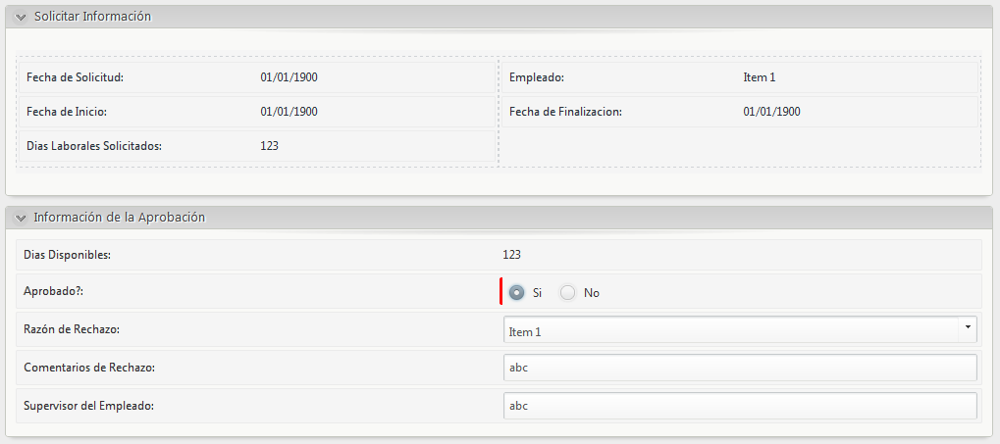 Solicitar Información
Fecha de Solicitud: 01/01/1900 Empleado: Item 1
Fecha de Inicio: 01/01/1900 Fecha de Finalizacion: 01/01/1900
Dias Laborales Solicitados: 123
Información de la Aprobación
Dias Disponibles: 123
Aprobado?: Si No
Razón de Rechazo: Item 1
Comentarios de Rechazo: abc
Supervisor del Empleado: abc